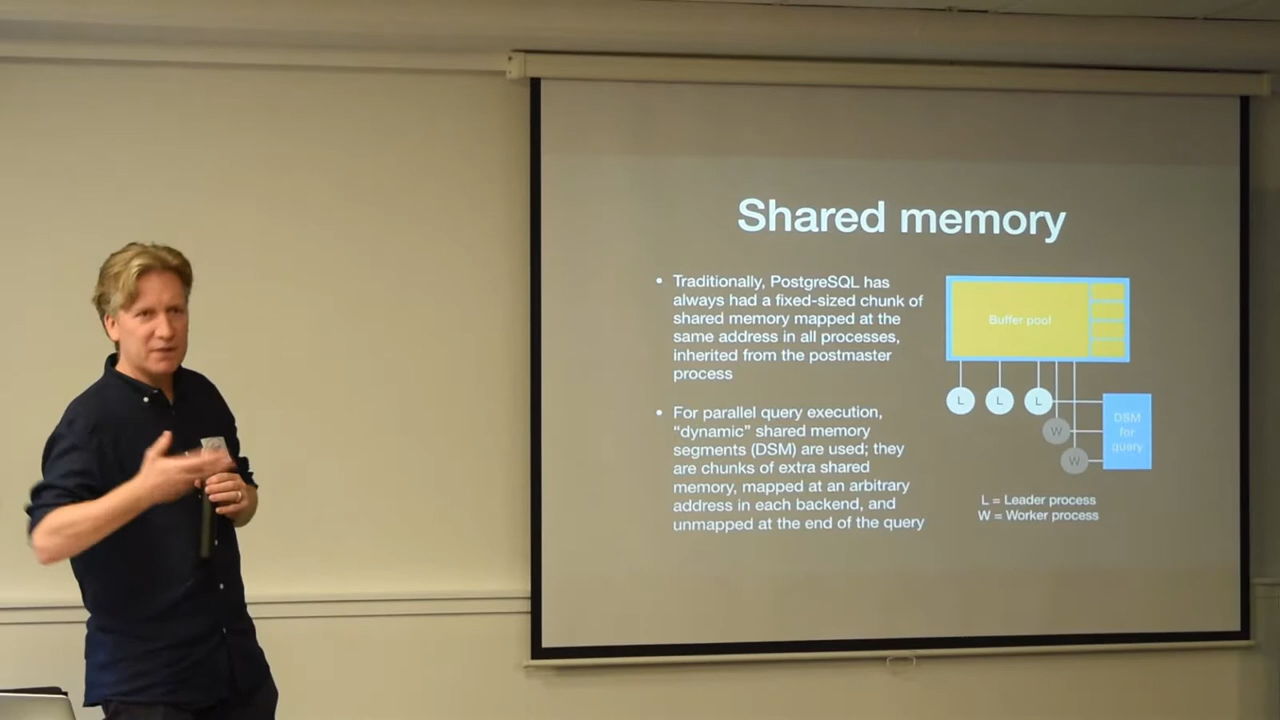 Shared memory
• Traditionally, PostgreSQL has
always had a fixed-sized chunk of
shared memory mapped at the
same address in all processes,
inherited from the postmaster
process
• For parallel query execution,
“dynamic” shared memory
segments (DSM) are used; they
are chunks of extra shared
memory, mapped at an arbitrary
address in each backend, and
unmapped at the end of the query
Buffer pool
L
L
L
W
W
DSM
for
query
L = Leader process
W = Worker process